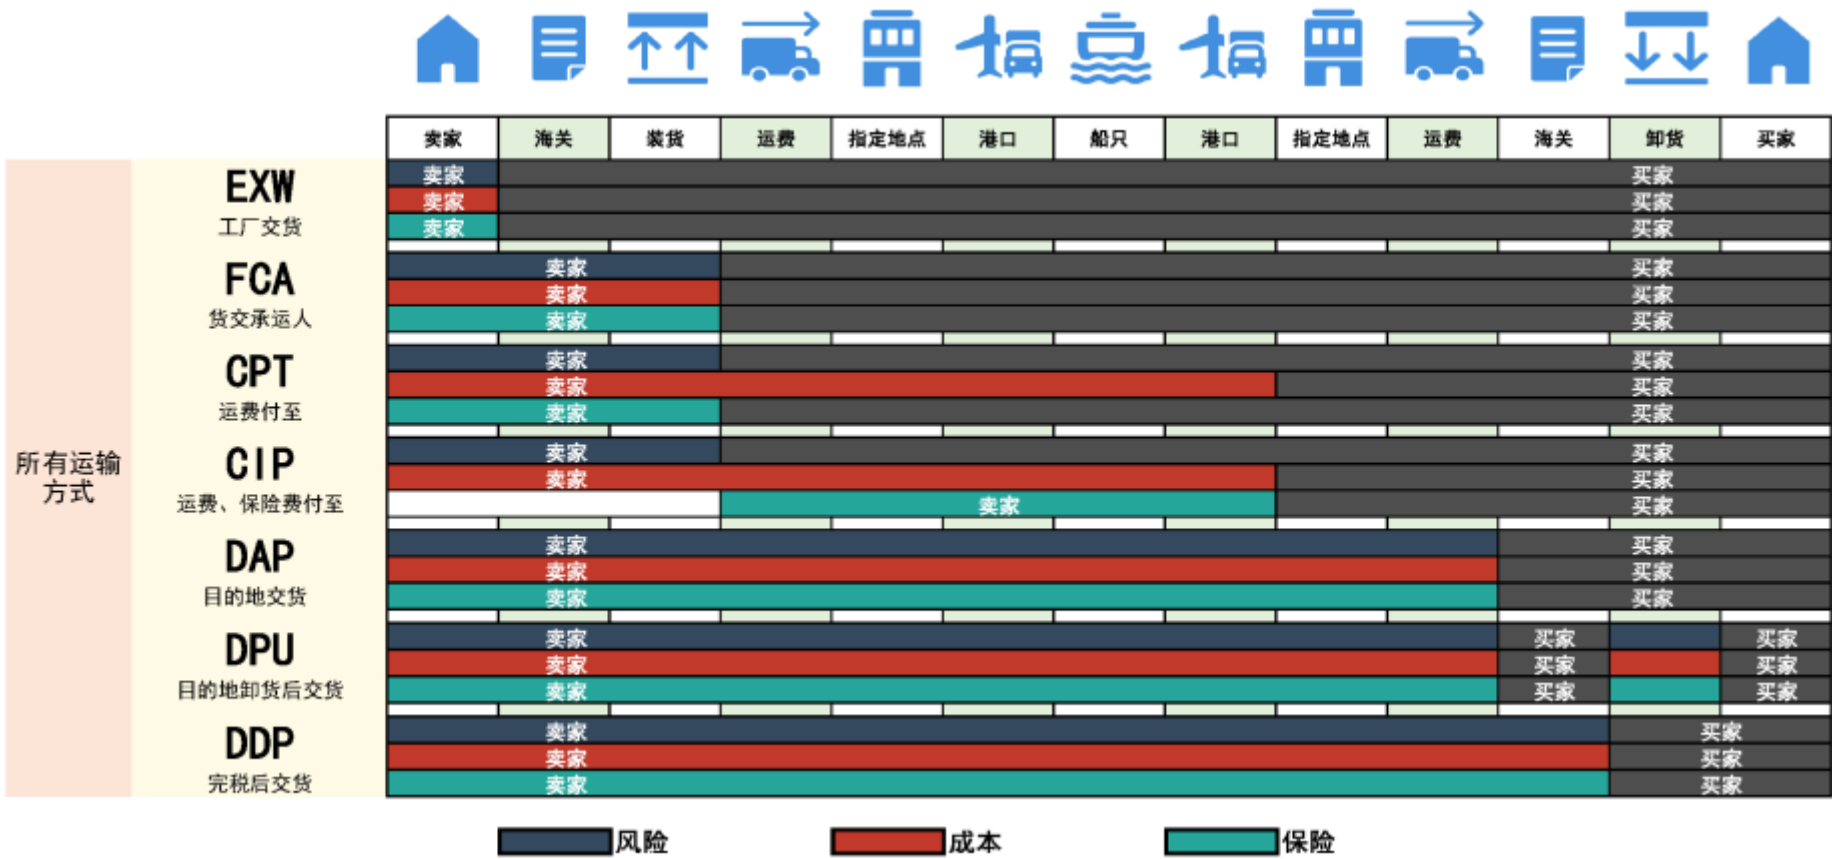 卖家 海关 装货 运费 指定地点 港口 船只 港口 指定地点 运费 海关 卸货 买家
所有运输
方式
EXW
工厂交货
卖家 买家
卖家 买家
卖家 买家
FCA
货交承运人
卖家 买家
卖家 买家
卖家 买家
CPT
运费付至
卖家 买家
卖家 买家
卖家 买家
CIP
运费、保险费付至
卖家 买家
卖家 买家
卖家 买家
DAP
目的地交货
卖家 买家
卖家 买家
卖家 买家
DPU
目的地卸货后交货
卖家 买家 买家
卖家 买家 买家
卖家 买家 买家
DDP
完税后交货
卖家 买家
卖家 买家
卖家 买家
风险 成本 保险